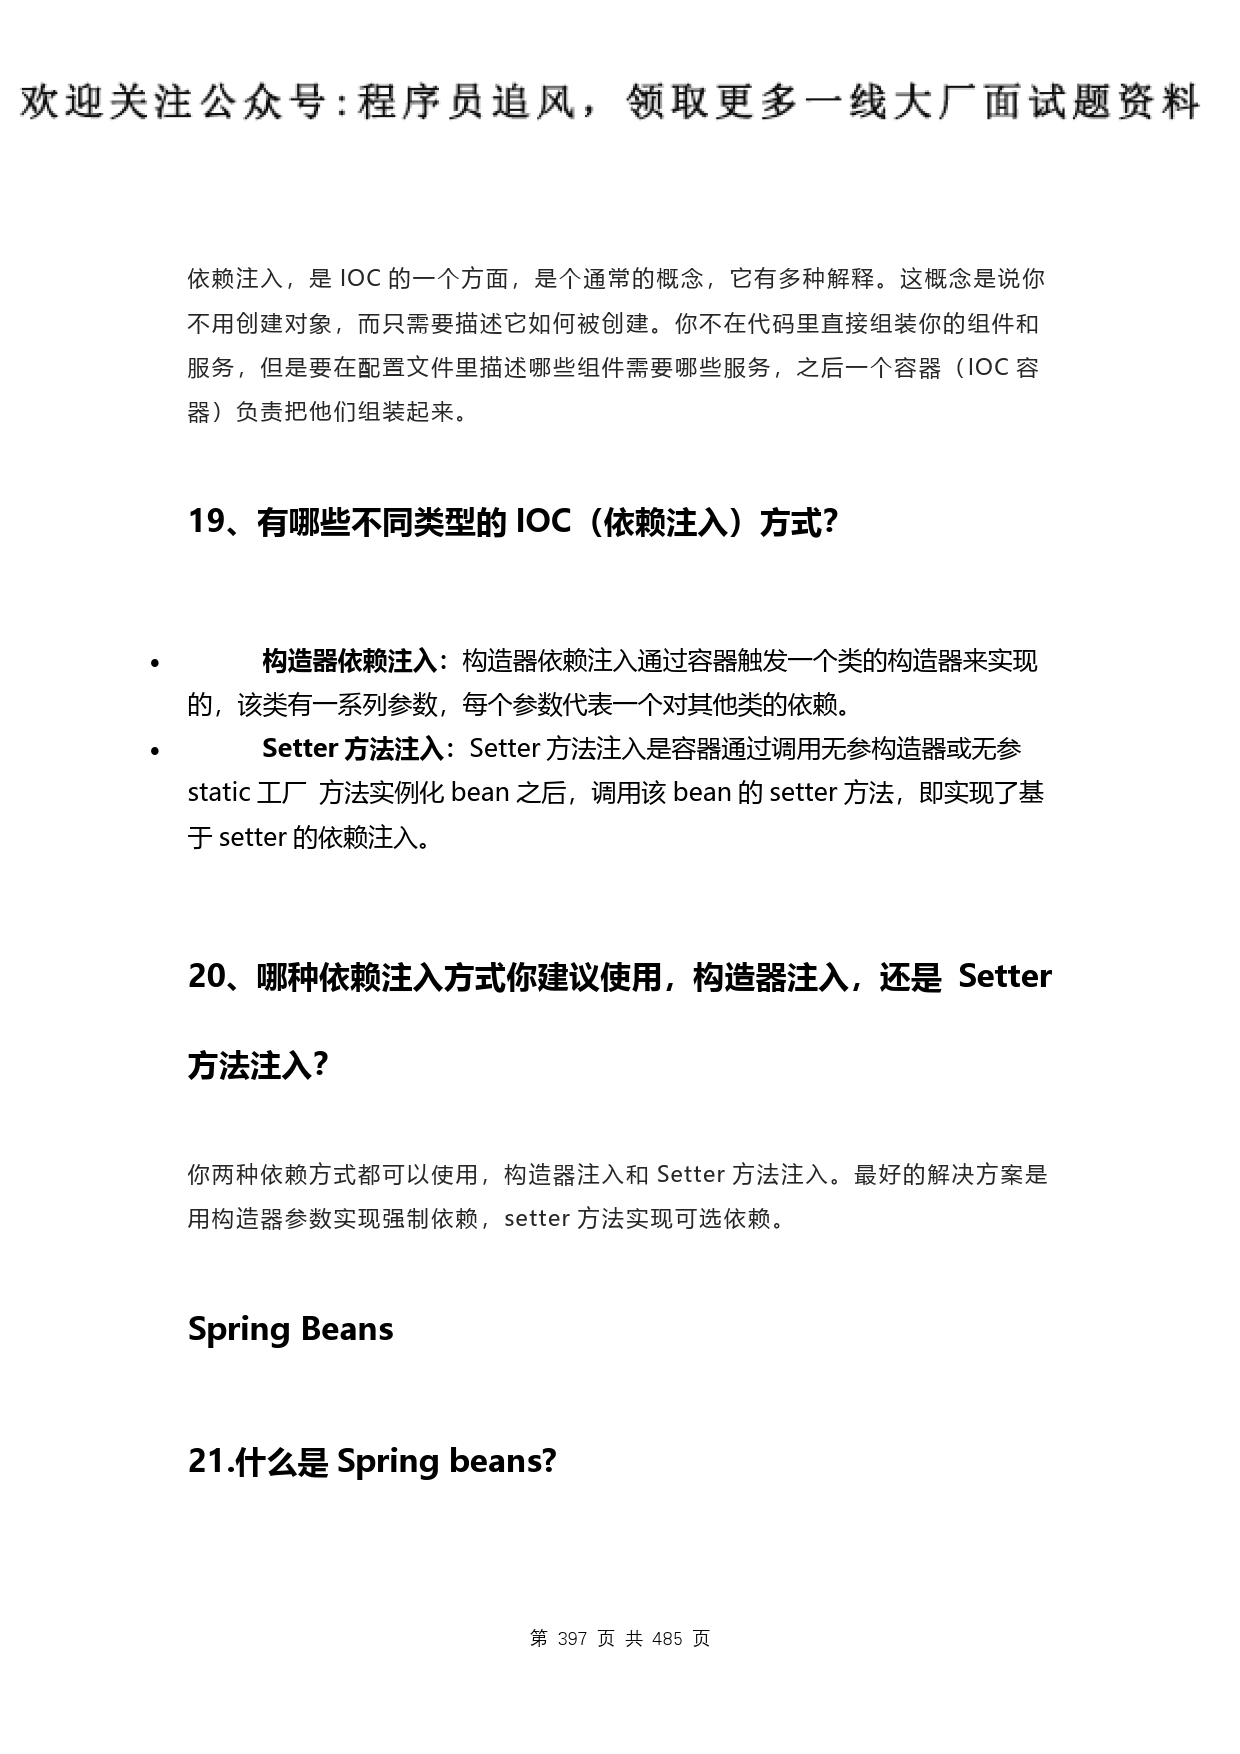 欢迎关注公众号:程序员追风，领取更多一线大厂面试题资料
依赖注入，是 IOC 的一个方面，是个通常的概念，它有多种解释。这概念是说你
不用创建对象，而只需要描述它如何被创建。你不在代码里直接组装你的组件和
服务，但是要在配置文件里描述哪些组件需要哪些服务，之后一个容器（IOC 容
器）负责把他们组装起来。
19、有哪些不同类型的 IOC（依赖注入）方式？
• 构造器依赖注入：构造器依赖注入通过容器触发一个类的构造器来实现
的，该类有一系列参数，每个参数代表一个对其他类的依赖。
• Setter 方法注入：Setter 方法注入是容器通过调用无参构造器或无参
static 工厂 方法实例化 bean 之后，调用该 bean 的 setter 方法，即实现了基
于 setter 的依赖注入。
20、哪种依赖注入方式你建议使用，构造器注入，还是 Setter
方法注入？
你两种依赖方式都可以使用，构造器注入和 Setter 方法注入。最好的解决方案是
用构造器参数实现强制依赖，setter 方法实现可选依赖。
Spring Beans
21.什么是 Spring beans?
第 397 页 共 485 页